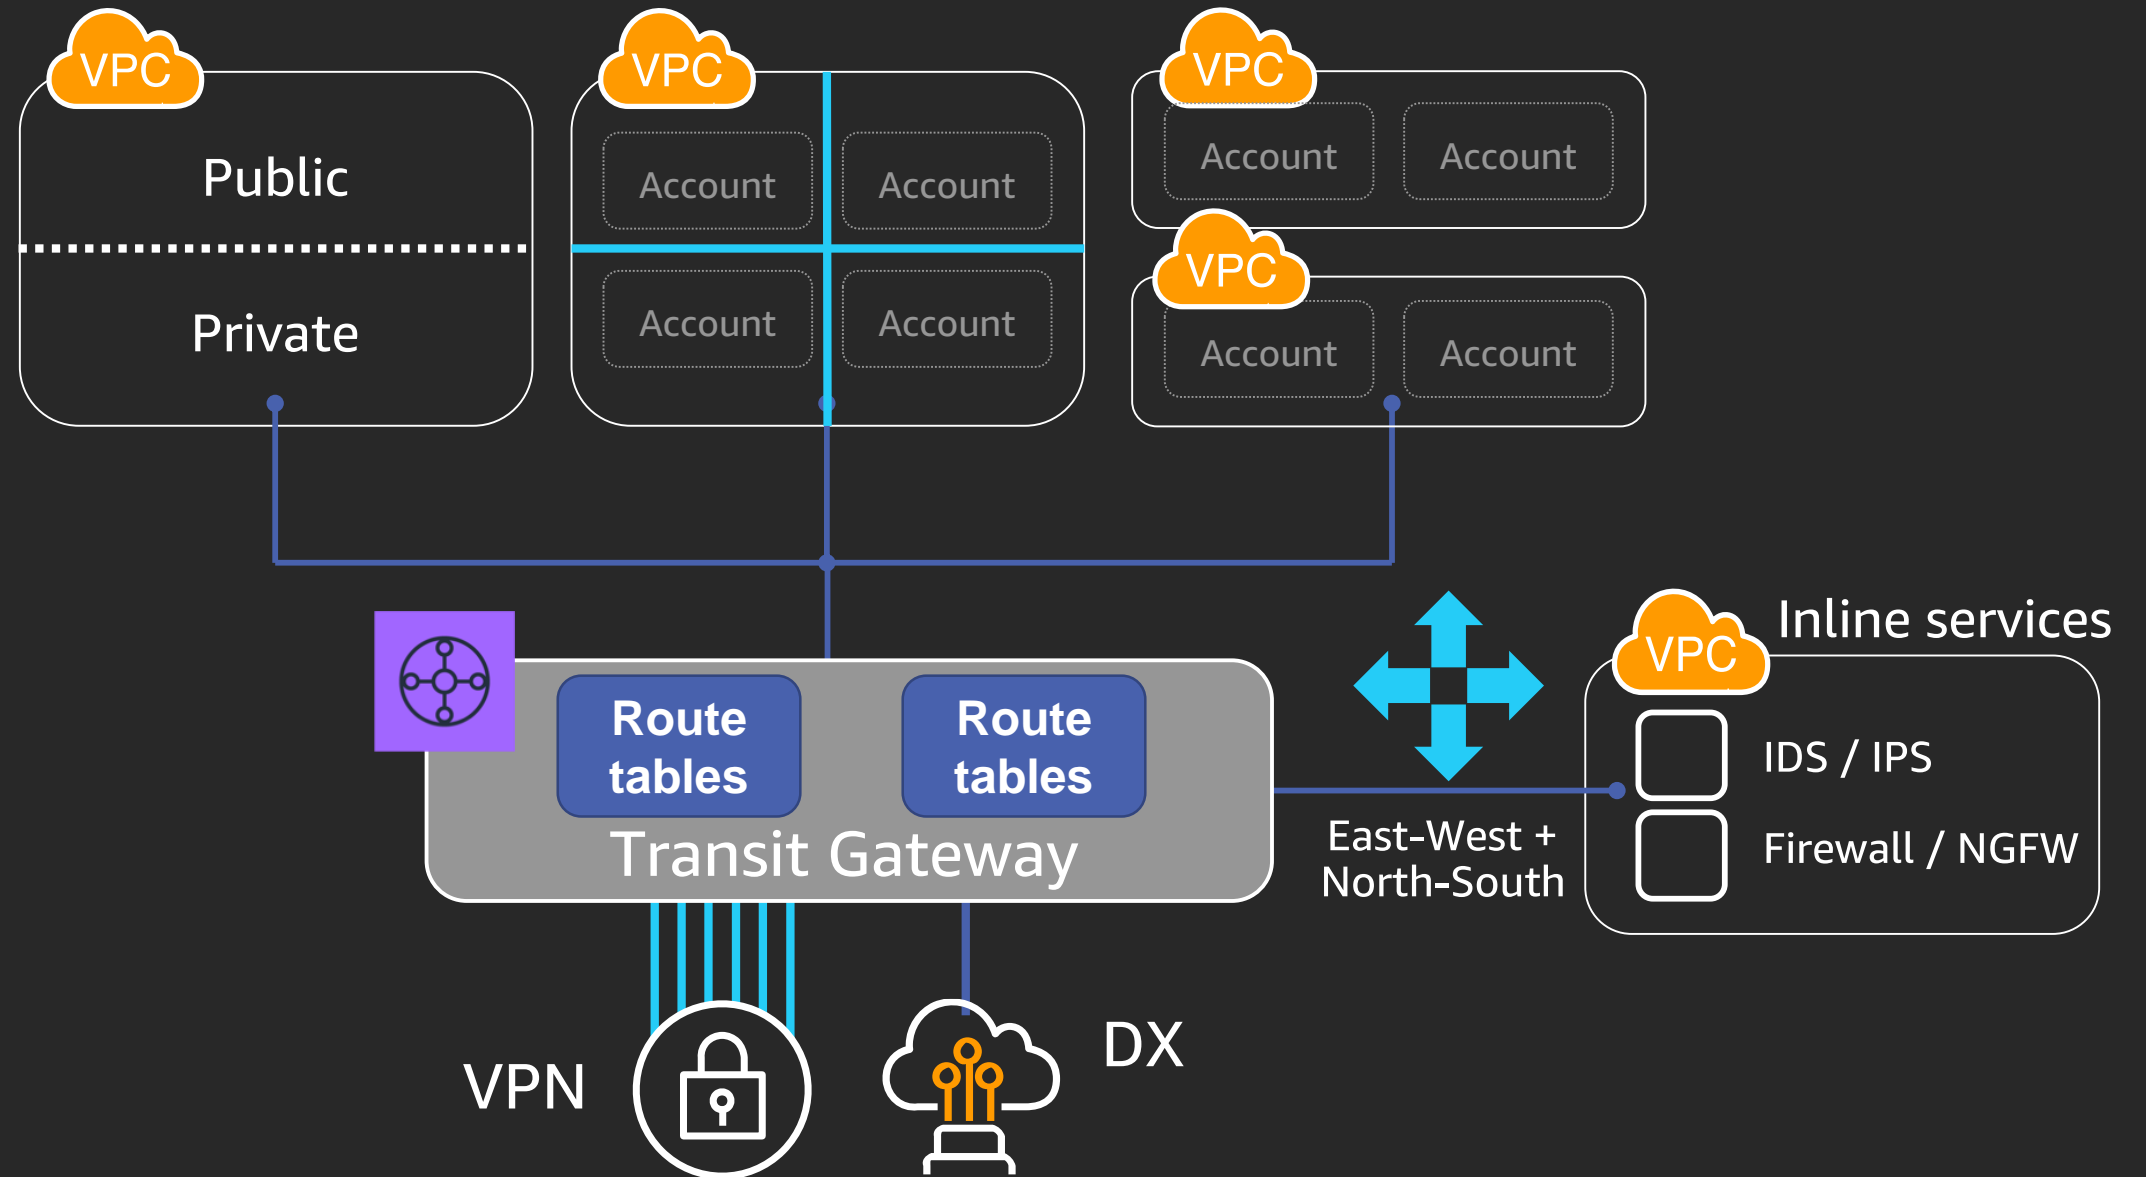 VPC
Public
Private
VPC
Account Account
Account Account
VPC
Account Account
VPC
Account Account
Route
tables
Route
tables
Transit Gateway
East-West +
North-South
VPC
Inline services
IDS / IPS
Firewall / NGFW
VPN
DX